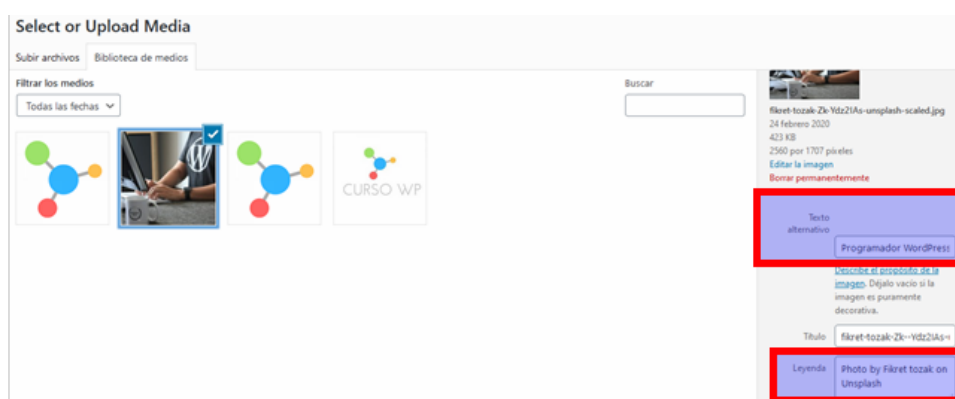 Select or Upload Media
Subir archivos
Biblioteca de medios
Filtrar los medios
Todas las fechas
Buscar
CURSO WP
fikret-tozak-Zk-Ydz2IAs-unsplash-scaled.jpg
24 febrero 2020
423 KB
2560 por 1707 píxeles
Editar la imagen
Borrar permanentemente
Texto
alternativo
Programador WordPress
Describe el propósito de la
imagen. Déjalo vacío si la
imagen es puramente
decorativa.
Título
fikret-tozak-Zk--Ydz2IAs-
Leyenda
Photo by Fikret tozak on
Unsplash